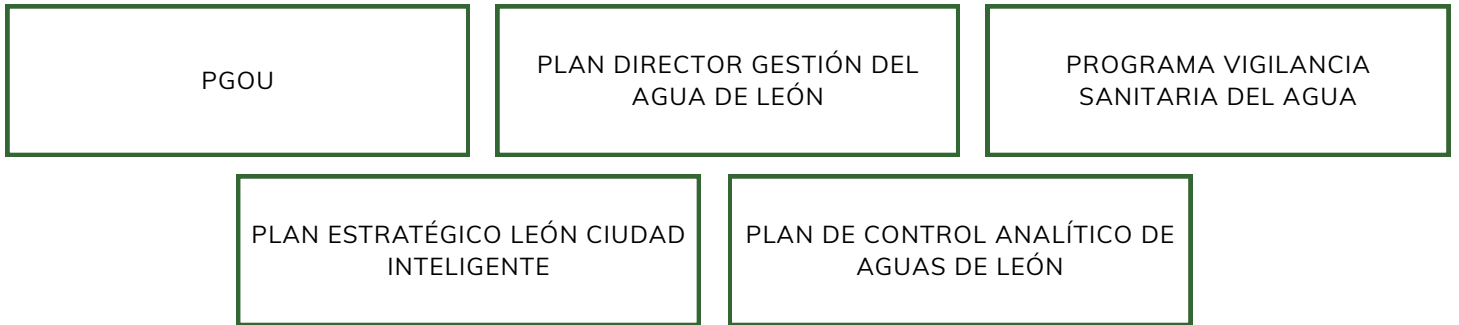 PGOU
PLAN DIRECTOR GESTIÓN DEL
AGUA DE LEÓN
PROGRAMA VIGILANCIA
SANITARIA DEL AGUA
PLAN ESTRATÉGICO LEÓN CIUDAD
INTELIGENTE
PLAN DE CONTROL ANALÍTICO DE
AGUAS DE LEÓN